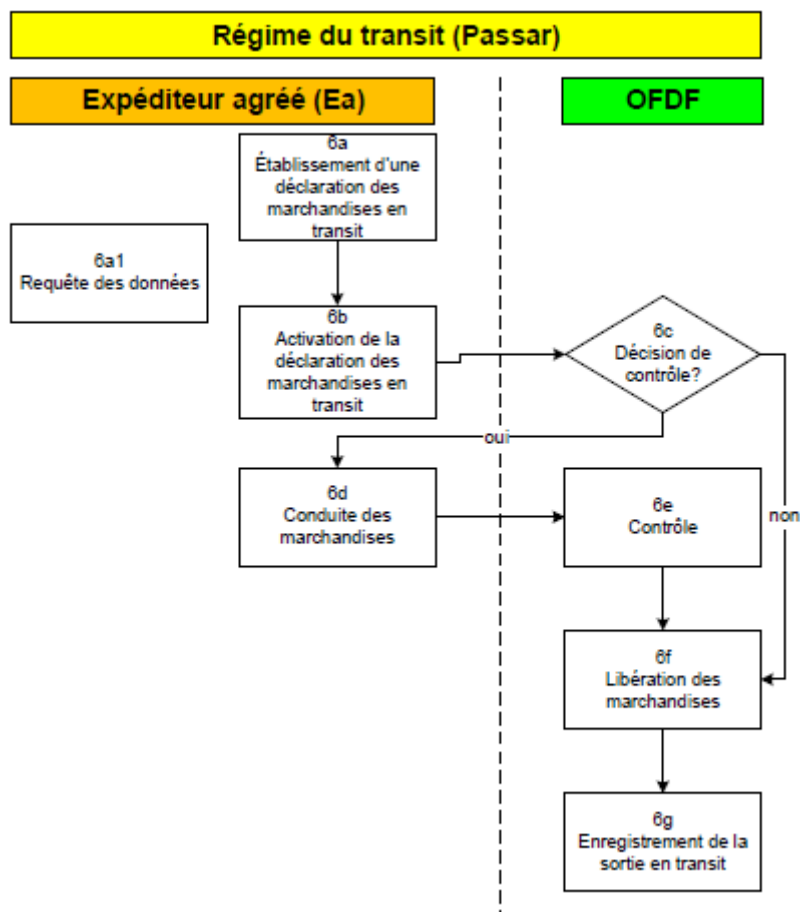 Régime du transit (Passar)
Expéditeur agréé (Ea)
OFDF
6a
Établissement d'une
déclaration des
marchandises en
transit
6a1
Requête des données
6b
Activation de la
déclaration des
marchandises en
transit
6c
Décision de
contrôle?
oui
6d
Conduite des
marchandises
6e
Contrôle
non
6f
Libération des
marchandises
6g
Enregistrement de la
sortie en transit